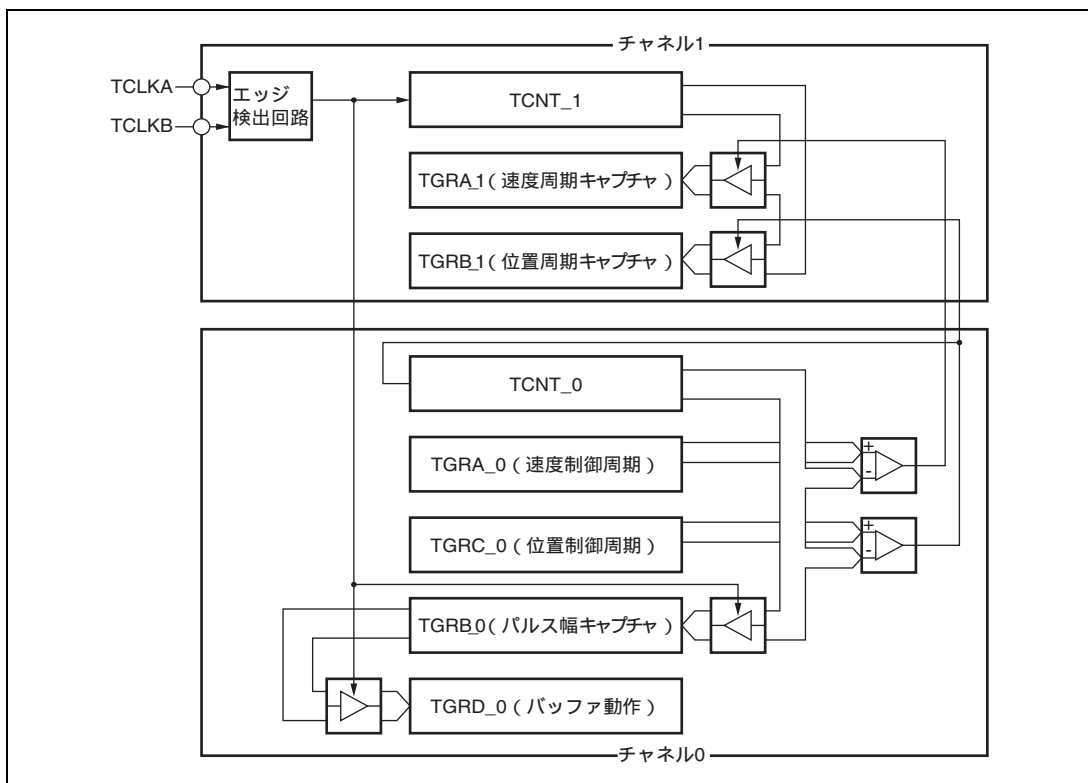 チャネル1
TCLKA
TCLKB
エッジ
検出回路
TCNT_1
TGRA_1(速度周期キャプチャ)
TGRB_1(位置周期キャプチャ)
TCNT_0
TGRA_0(速度制御周期)
+
-
TGRC_0(位置制御周期)
+
-
TGRB_0(パルス幅キャプチャ)
TGRD_0(バッファ動作)
チャネル0